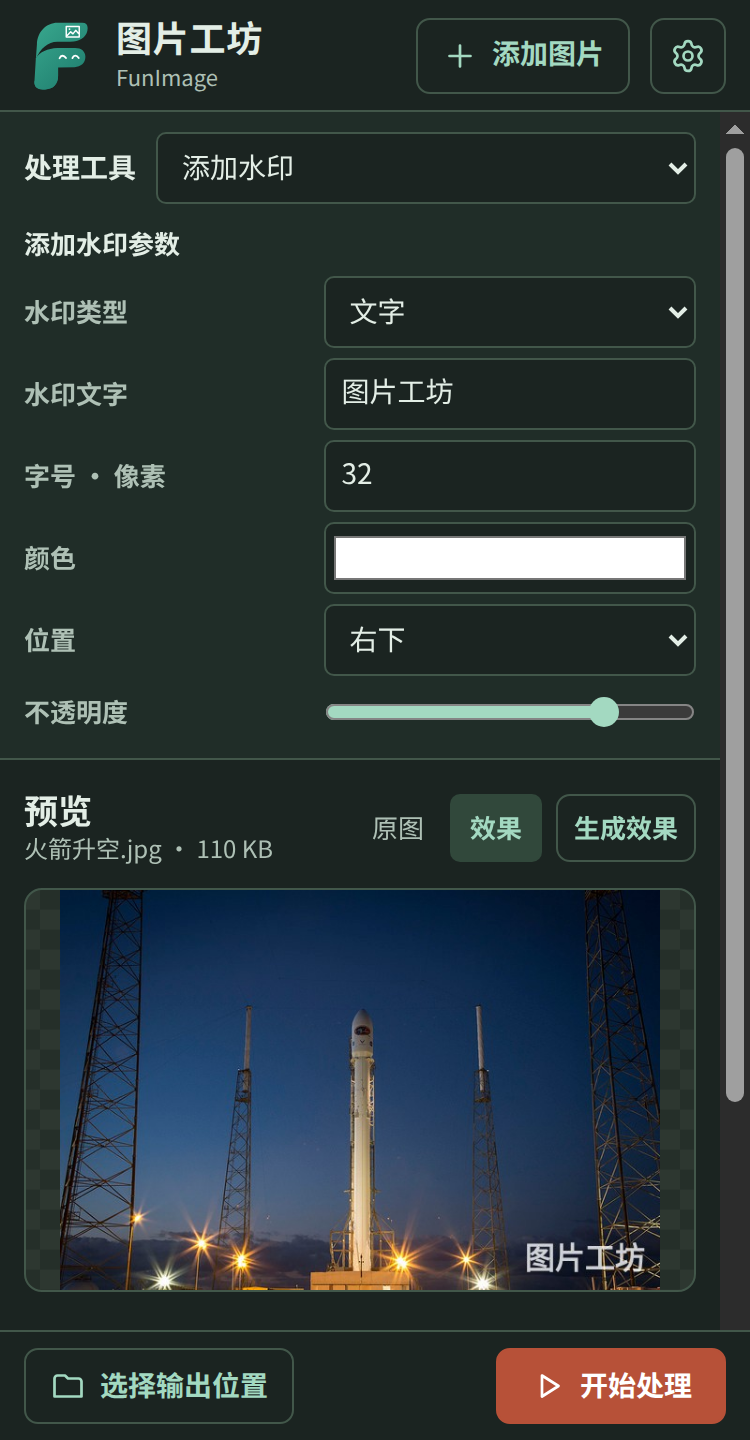 图片工坊
FunImage
添加图片
处理工具
添加水印
添加水印参数
水印类型
文字
水印文字
图片工坊
字号 • 像素
32
颜色
位置
右下
不透明度
预览
火箭升空.jpg • 110 KB
原图
效果
生成效果
图片工坊
选择输出位置
开始处理